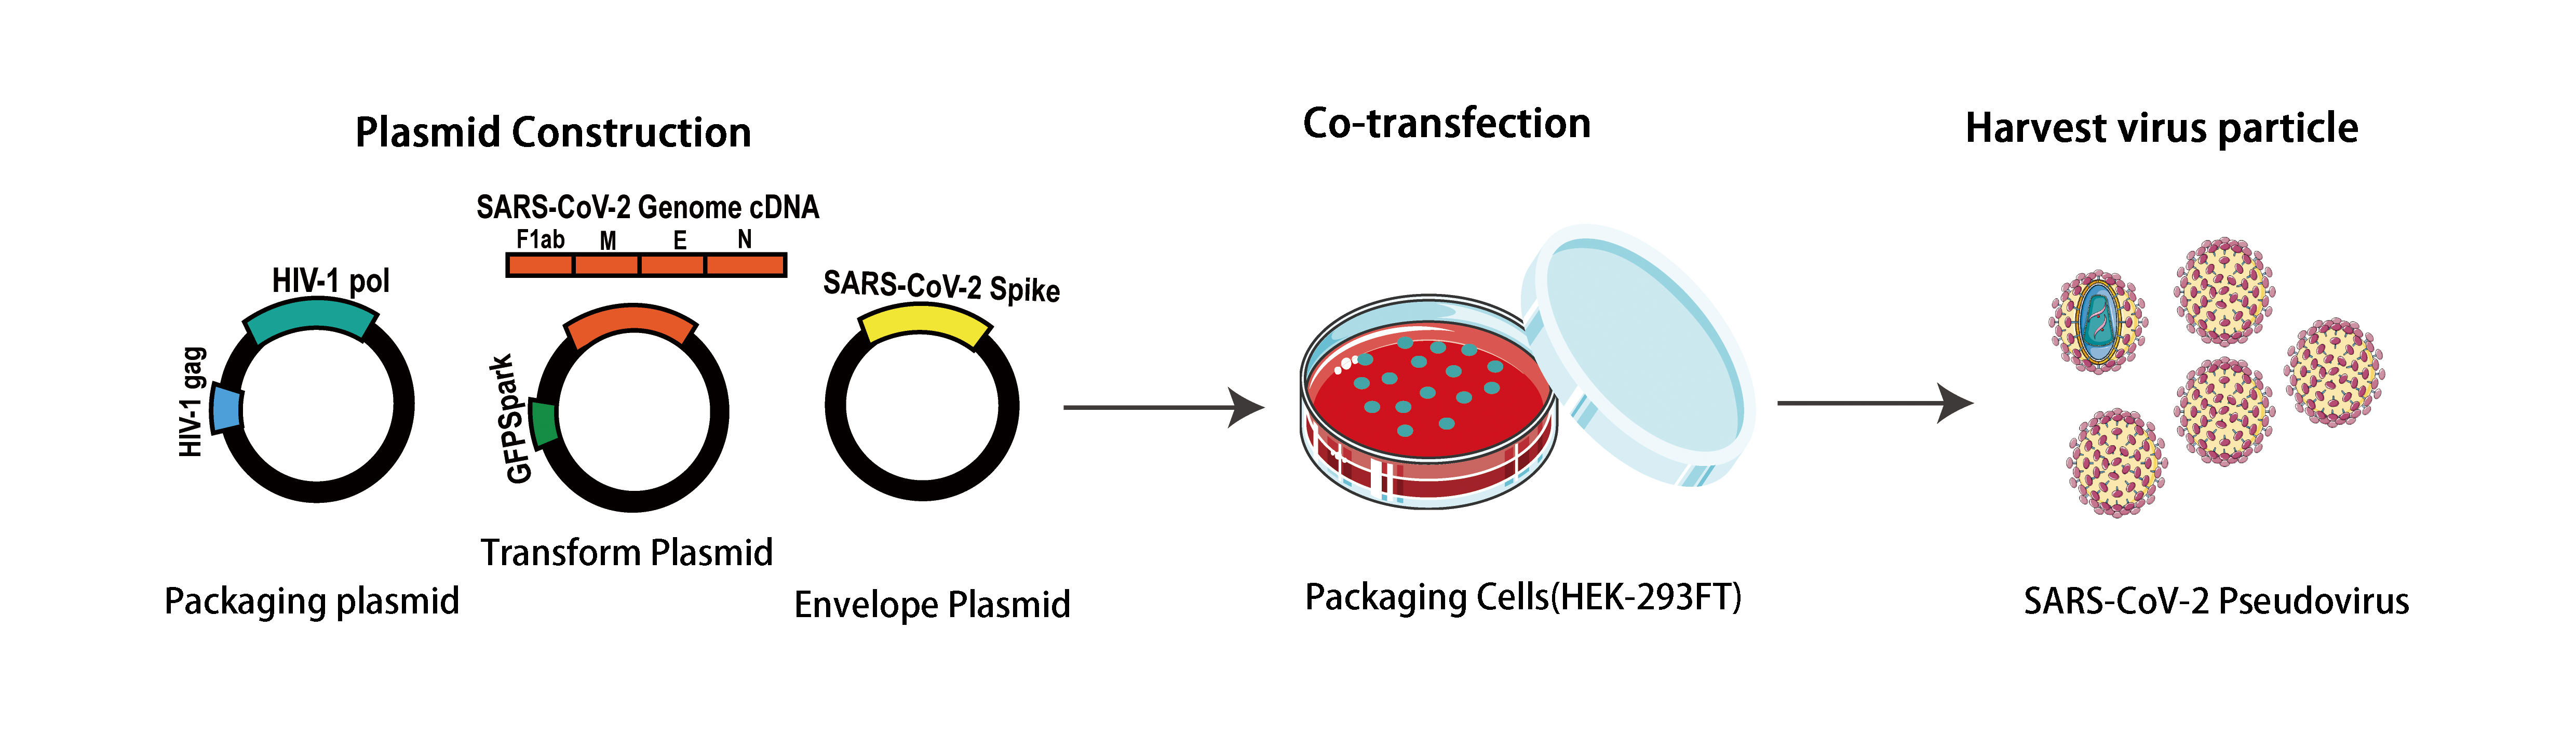 Plasmid Construction
Co-transfection
Harvest virus particle
SARS-CoV-2 Genome cDNA
F1ab M E N
HIV-1 pol
HIV-1 gag
GFPSpark
SARS-CoV-2 Spike
Packaging plasmid
Transform Plasmid
Envelope Plasmid
Packaging Cells(HEK-293FT)
SARS-CoV-2 Pseudovirus